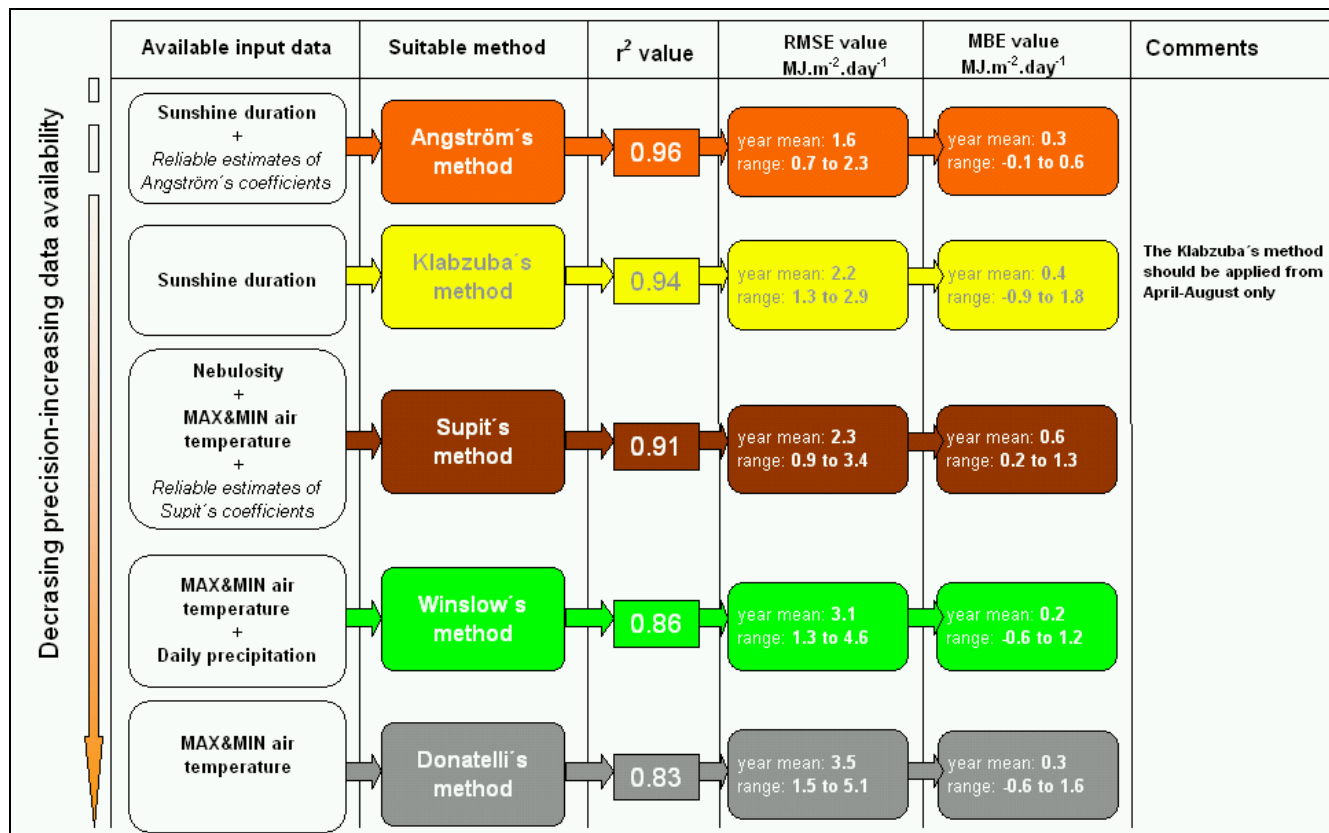 Decrasing precision-increasing data availability
Available input data
Suitable method
r² value
RMSE value
MJ.m⁻².day⁻¹
MBE value
MJ.m⁻².day⁻¹
Comments
Sunshine duration
+
Reliable estimates of
Angström´s coefficients
Angström´s
method
0.96
year mean: 1.6
range: 0.7 to 2.3
year mean: 0.3
range: -0.1 to 0.6
Sunshine duration
Klabzuba´s
method
0.94
year mean: 2.2
range: 1.3 to 2.9
year mean: 0.4
range: -0.9 to 1.8
The Klabzuba´s method
should be applied from
April-August only
Nebulosity
+
MAX&MIN air
temperature
+
Reliable estimates of
Supit´s coefficients
Supit´s
method
0.91
year mean: 2.3
range: 0.9 to 3.4
year mean: 0.6
range: 0.2 to 1.3
MAX&MIN air
temperature
+
Daily precipitation
Winslow´s
method
0.86
year mean: 3.1
range: 1.3 to 4.6
year mean: 0.2
range: -0.6 to 1.2
MAX&MIN air
temperature
Donatelli´s
method
0.83
year mean: 3.5
range: 1.5 to 5.1
year mean: 0.3
range: -0.6 to 1.6